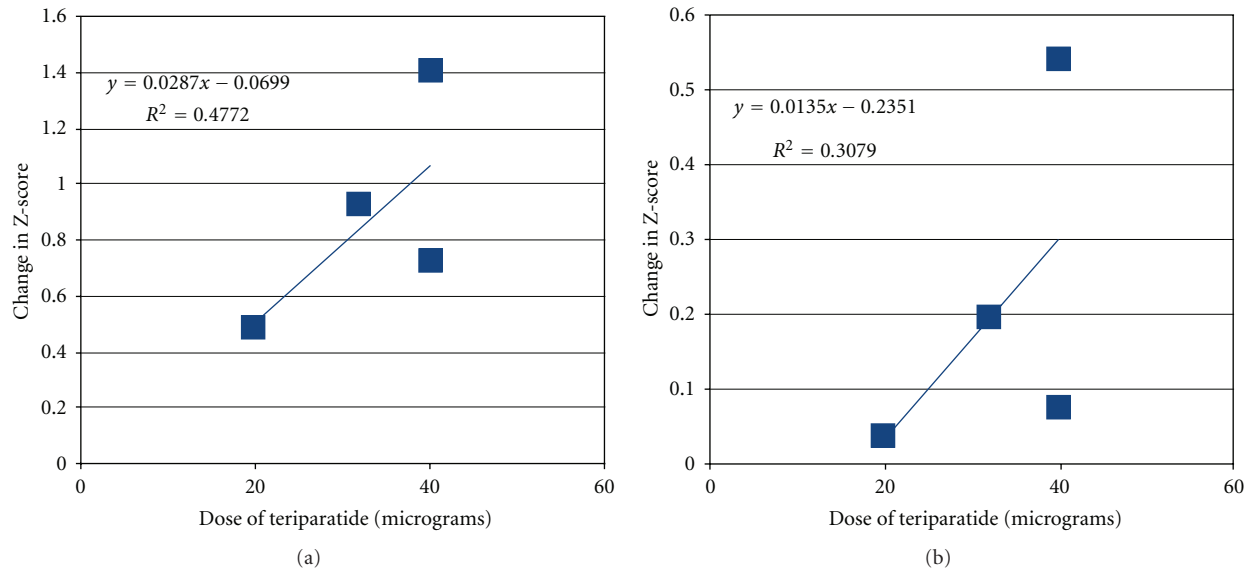 Change in Z-score
1.6
1.4
1.2
1
0.8
0.6
0.4
0.2
0
y = 0.0287x − 0.0699
R² = 0.4772
0
20
40
60
Dose of teriparatide (micrograms)
(a)
Change in Z-score
0.6
0.5
0.4
0.3
0.2
0.1
0
y = 0.0135x − 0.2351
R² = 0.3079
0
20
40
60
Dose of teriparatide (micrograms)
(b)